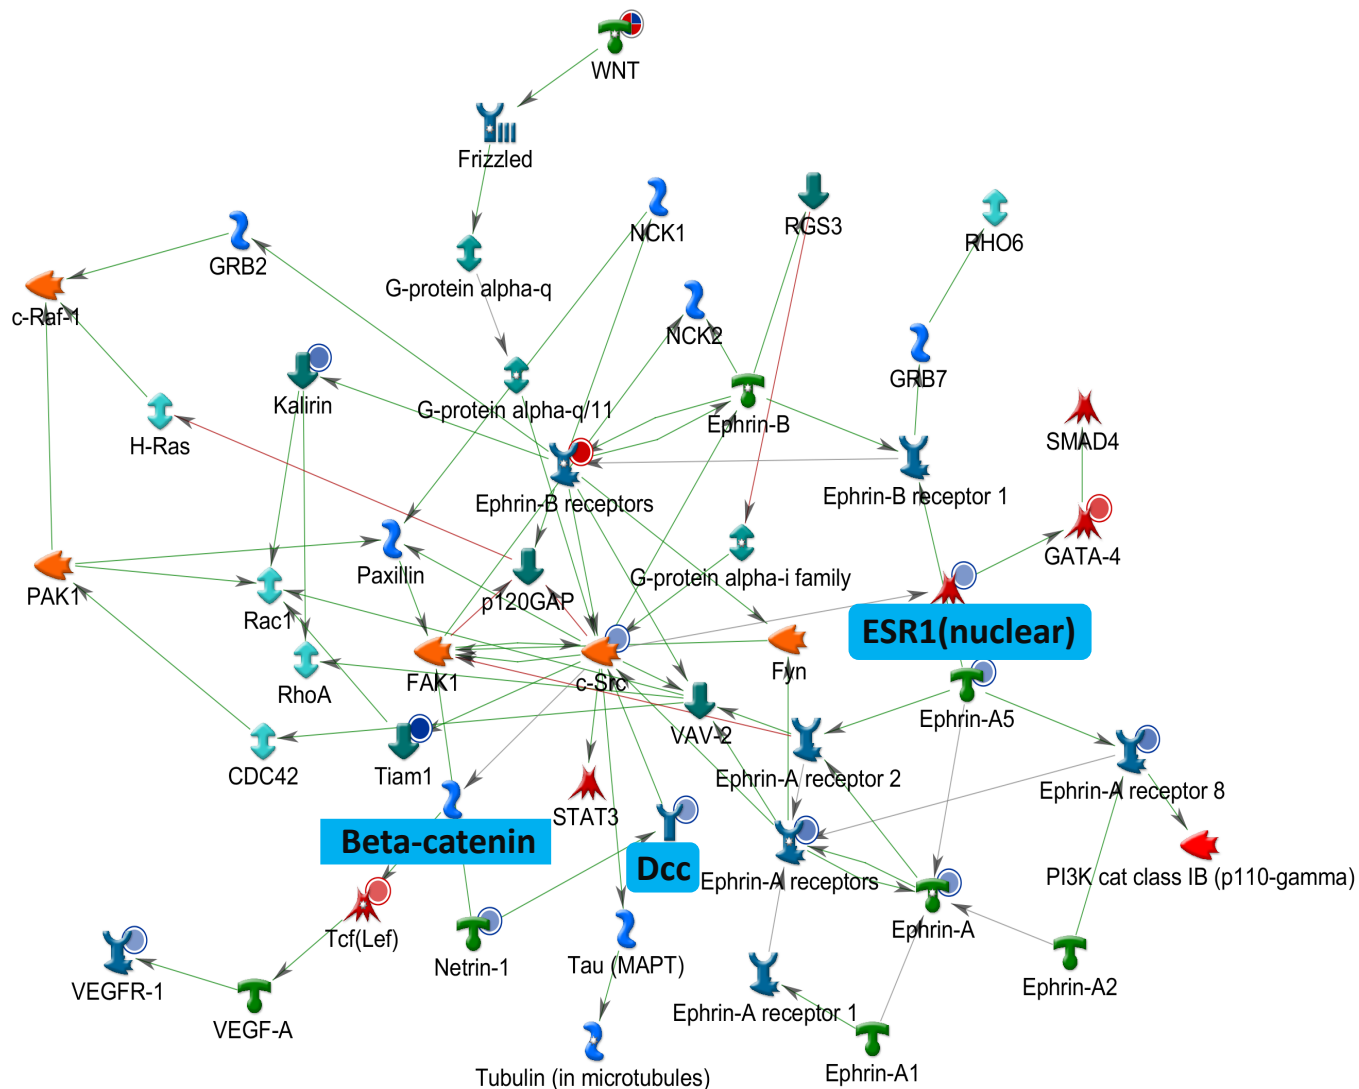 WNT
Frizzled
NCK1
RGS3
RHO6
GRB2
G-protein alpha-q
c-Raf-1
NCK2
GRB7
Kalirin
G-protein alpha-q/11
Ephrin-B
H-Ras
SMAD4
Ephrin-B receptors
Ephrin-B receptor 1
GATA-4
Paxillin
G-protein alpha-i family
PAK1
p120GAP
Rac1
ESR1(nuclear)
RhoA
FAK1
c-Src
Fyn
Ephrin-A5
VAV-2
CDC42
Tiam1
Ephrin-A receptor 2
Ephrin-A receptor 8
STAT3
Beta-catenin
Dcc
Ephrin-A receptors
PI3K cat class IB (p110-gamma)
Ephrin-A
Tcf(Lef)
Netrin-1
Tau (MAPT)
VEGFR-1
Ephrin-A2
Ephrin-A receptor 1
VEGF-A
Tubulin (in microtubules)
Ephrin-A1